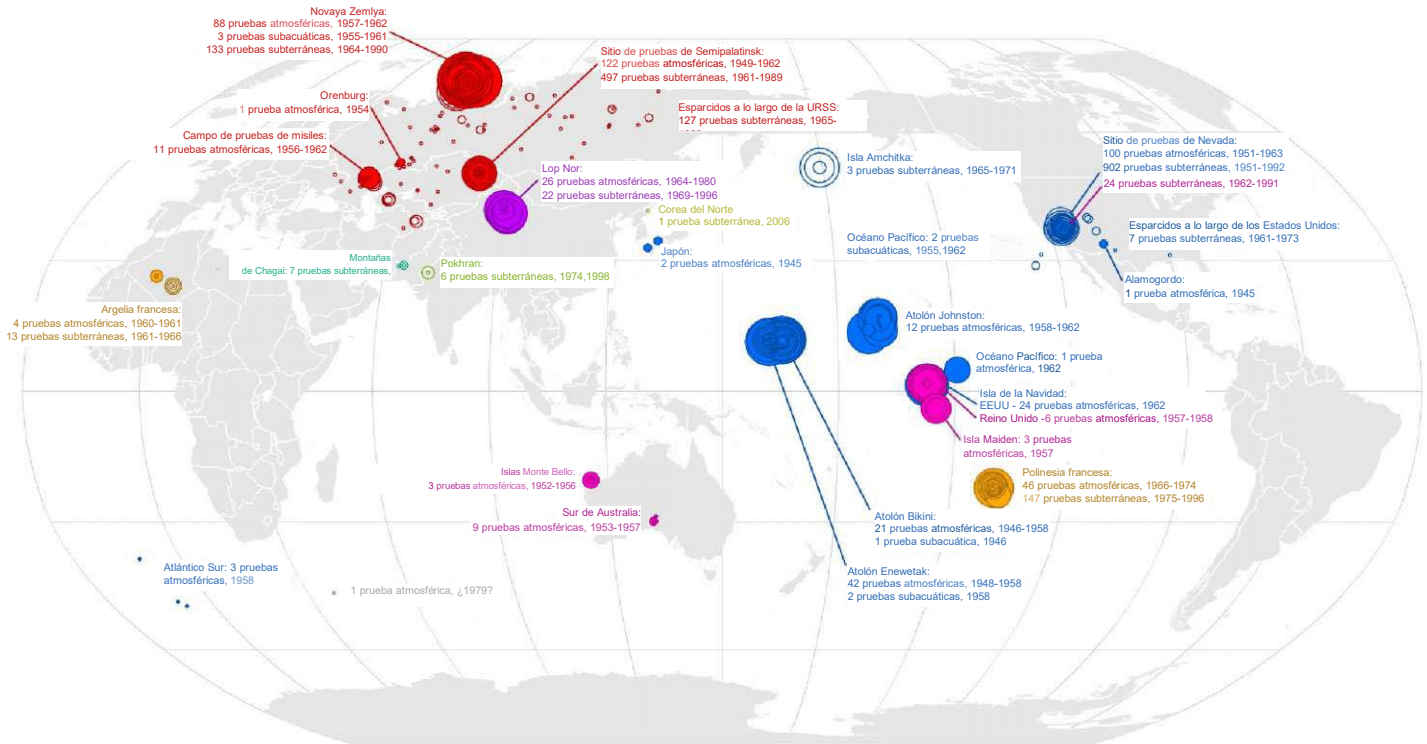 Novaya Zemlya:
88 pruebas atmosféricas, 1957-1962
3 pruebas subacuáticas, 1955-1961
133 pruebas subterráneas, 1964-1990
Sitio de pruebas de Semipalatinsk:
122 pruebas atmosféricas, 1949-1962
497 pruebas subterráneas, 1961-1989
Orenburg:
1 prueba atmosférica, 1954
Esparcidos a lo largo de la URSS:
127 pruebas subterráneas, 1965-
Campo de pruebas de misiles:
11 pruebas atmosféricas, 1956-1962
Lop Nor:
26 pruebas atmosféricas, 1964-1980
22 pruebas subterráneas, 1969-1996
Isla Amchitka:
3 pruebas subterráneas, 1965-1971
Sitio de pruebas de Nevada:
100 pruebas atmosféricas, 1951-1963
902 pruebas subterráneas, 1951-1992
24 pruebas subterráneas, 1962-1991
Corea del Norte
1 prueba subterránea, 2006
Japón:
2 pruebas atmosféricas, 1945
Océano Pacífico: 2 pruebas
subacuáticas, 1955,1962
Esparcidos a lo largo de los Estados Unidos:
7 pruebas subterráneas, 1961-1973
Alamogordo:
1 prueba atmosférica, 1945
Montañas
de Chagai: 7 pruebas subterráneas,
Pokhran:
6 pruebas subterráneas, 1974,1998
Argelia francesa:
4 pruebas atmosféricas, 1960-1961
13 pruebas subterráneas, 1961-1966
Atolón Johnston:
12 pruebas atmosféricas, 1958-1962
Océano Pacífico: 1 prueba
atmosférica, 1962
Isla de la Navidad:
EEUU - 24 pruebas atmosféricas, 1962
Reino Unido -6 pruebas atmosféricas, 1957-1958
Isla Maiden: 3 pruebas
atmosféricas, 1957
Islas Monte Bello:
3 pruebas atmosféricas, 1952-1956
Sur de Australia:
9 pruebas atmosféricas, 1953-1957
Polinesia francesa:
46 pruebas atmosféricas, 1966-1974
147 pruebas subterráneas, 1975-1996
Atolón Bikini:
21 pruebas atmosféricas, 1946-1958
1 prueba subacuática, 1946
Atolón Enewetak:
42 pruebas atmosféricas, 1948-1958
2 pruebas subacuáticas, 1958
Atlántico Sur: 3 pruebas
atmosféricas, 1958
1 prueba atmosférica, ¿1979?